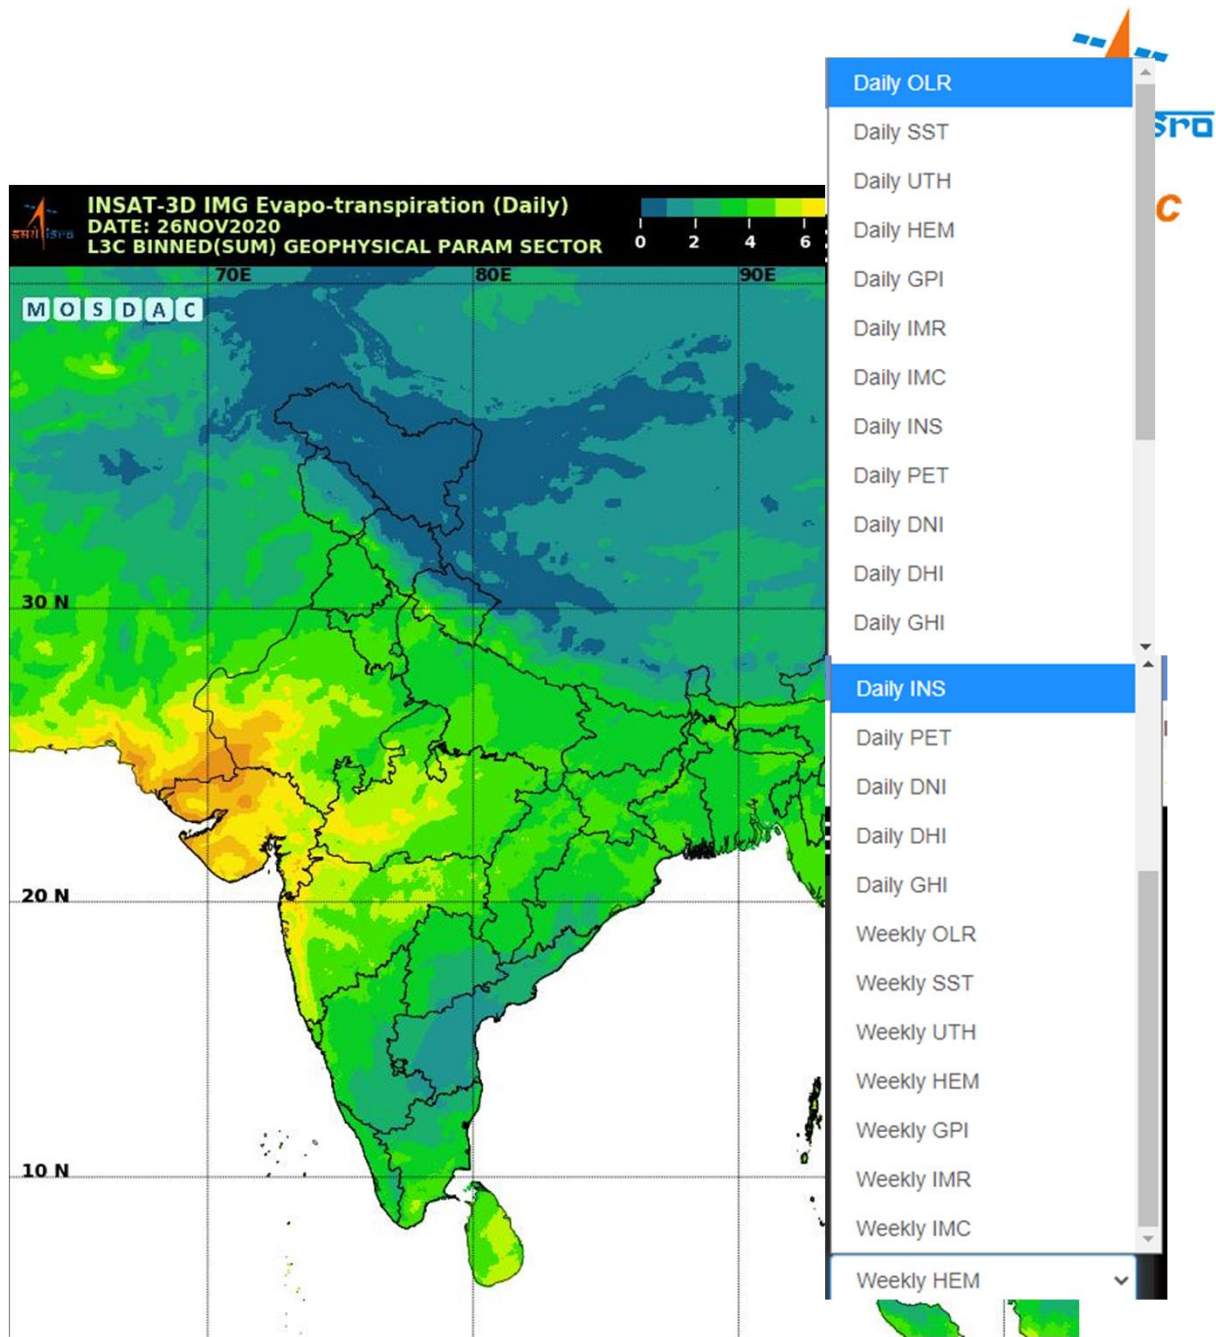 INSAT-3D IMG Evapo-transpiration (Daily)
DATE: 26NOV2020
L3C BINNED(SUM) GEOPHYSICAL PARAM SECTOR
0 2 4 6
70E 80E 90E
MOSDAC
30 N
20 N
10 N
इसरो isro
Daily OLR
Daily SST
Daily UTH
Daily HEM
Daily GPI
Daily IMR
Daily IMC
Daily INS
Daily PET
Daily DNI
Daily DHI
Daily GHI
Daily INS
Daily PET
Daily DNI
Daily DHI
Daily GHI
Weekly OLR
Weekly SST
Weekly UTH
Weekly HEM
Weekly GPI
Weekly IMR
Weekly IMC
Weekly HEM
sro
C